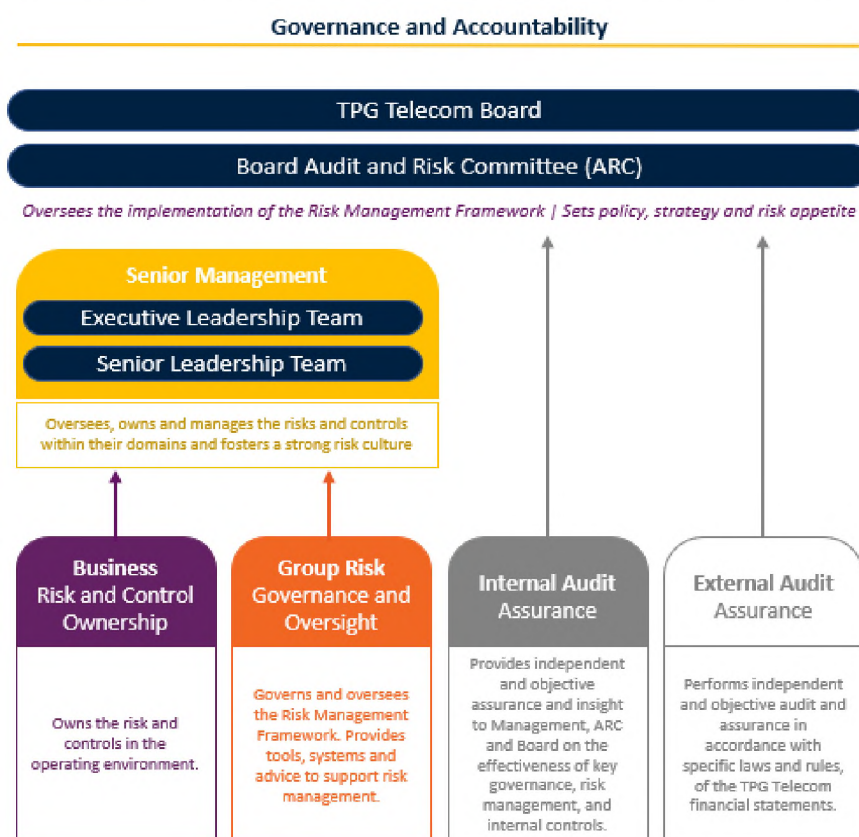 Governance and Accountability
TPG Telecom Board
Board Audit and Risk Committee (ARC)
Oversees the implementation of the Risk Management Framework | Sets policy, strategy and risk appetite
Senior Management
Executive Leadership Team
Senior Leadership Team
Oversees, owns and manages the risks and controls
within their domains and fosters a strong risk culture
Business
Risk and Control
Ownership
Owns the risk and
controls in the
operating environment.
Group Risk
Governance and
Oversight
Governs and oversees
the Risk Management
Framework. Provides
tools, systems and
advice to support risk
management.
Internal Audit
Assurance
Provides independent
and objective
assurance and insight
to Management, ARC
and Board on the
effectiveness of key
governance, risk
management, and
internal controls.
External Audit
Assurance
Performs independent
and objective audit and
assurance in
accordance with
specific laws and rules,
of the TPG Telecom
financial statements.